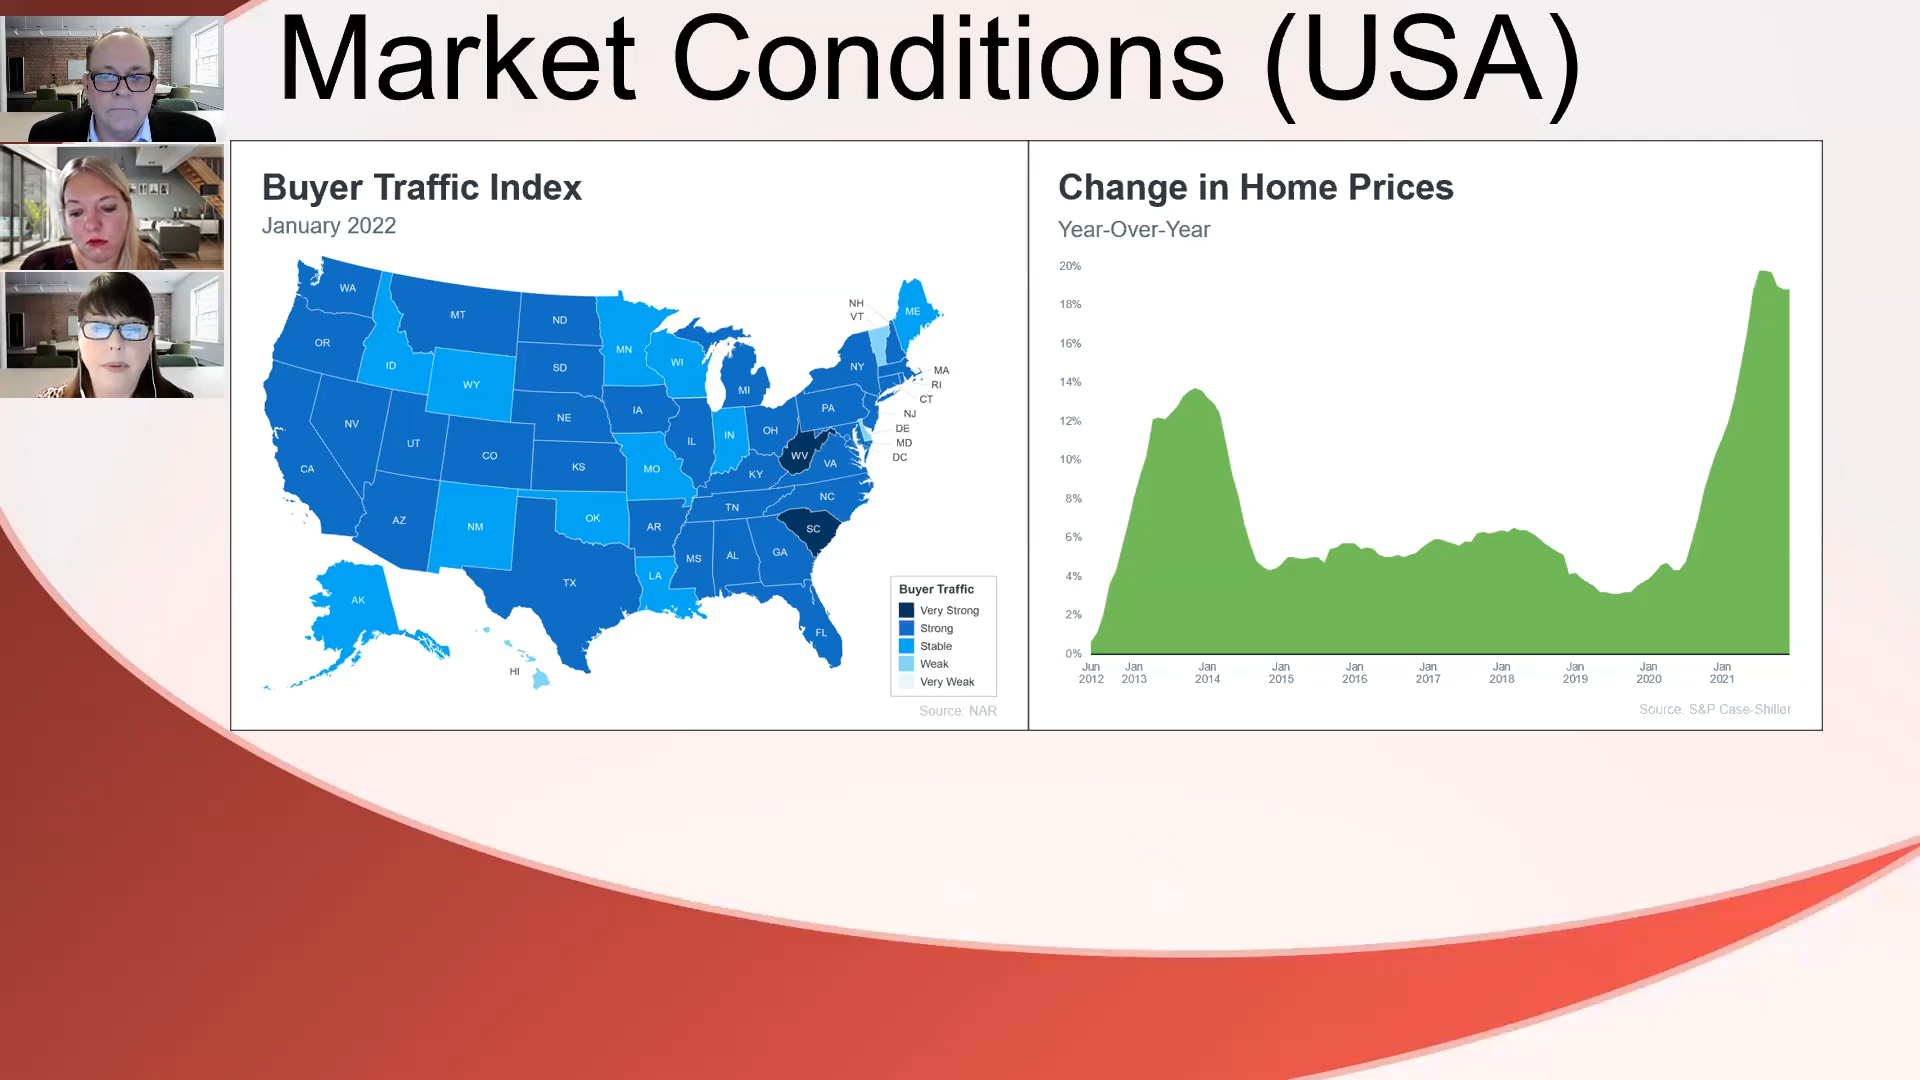 Market Conditions (USA)
Buyer Traffic Index
January 2022
WA
MT
ND
MN
ME
NH
VT
OR
ID
WY
SD
WI
MI
NY
MA
RI
CT
NJ
DE
MD
DC
NV
UT
CO
NE
IA
IL
IN
OH
PA
WV
VA
CA
KS
MO
KY
NC
AZ
NM
OK
AR
TN
SC
MS
AL
GA
TX
LA
FL
AK
HI
Buyer Traffic
Very Strong
Strong
Stable
Weak
Very Weak
Source: NAR
Change in Home Prices
Year-Over-Year
20%
18%
16%
14%
12%
10%
8%
6%
4%
2%
0%
Jun Jan Jan Jan Jan Jan Jan Jan Jan Jan
2012 2013 2014 2015 2016 2017 2018 2019 2020 2021
Source. S&P Case-Shiller